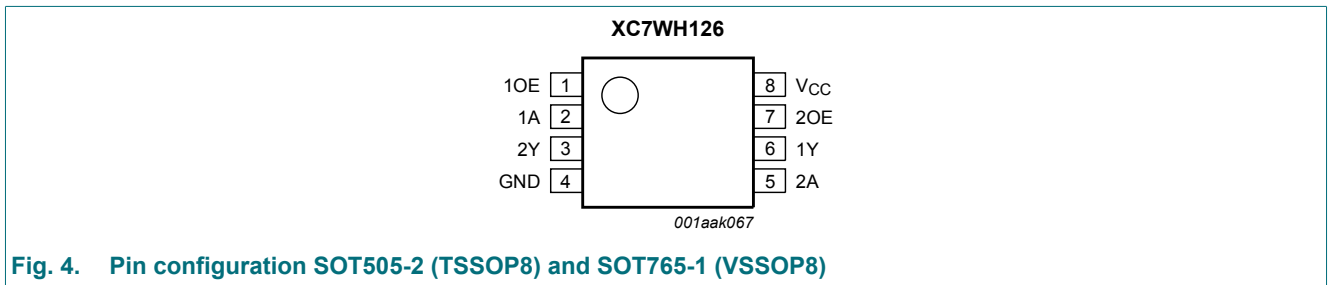 XC7WH126
1OE 1 8 VCC
1A 2 7 2OE
2Y 3 6 1Y
GND 4 5 2A
001aak067
Fig. 4. Pin configuration SOT505-2 (TSSOP8) and SOT765-1 (VSSOP8)